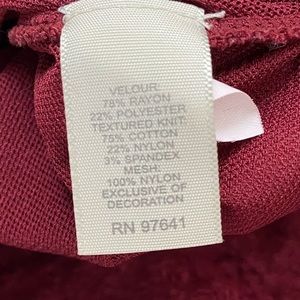 VELOUR:
78% RAYON
22% POLYESTER
TEXTURED KNIT:
75% COTTON
22% NYLON
3% SPANDEX
MESH:
100% NYLON
EXCLUSIVE OF
DECORATION
RN 97641